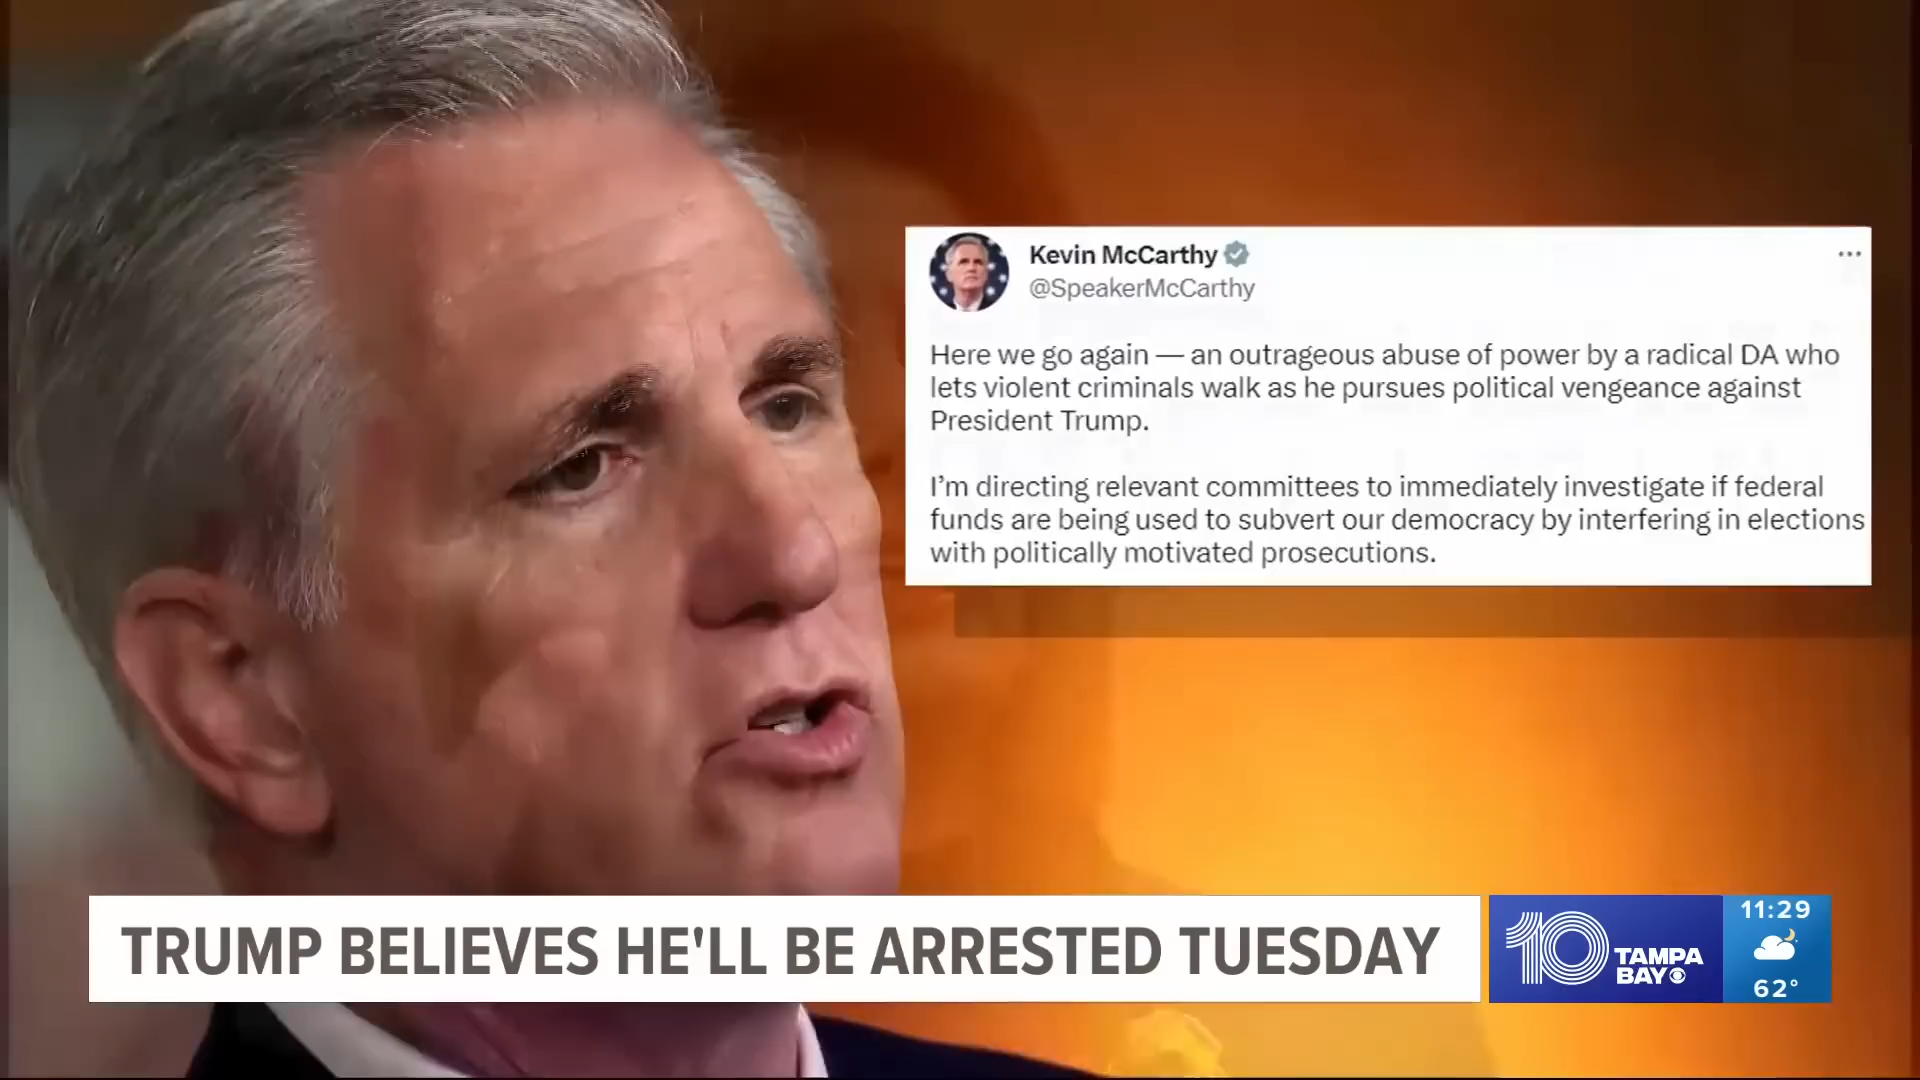 Kevin McCarthy
@SpeakerMcCarthy
Here we go again — an outrageous abuse of power by a radical DA who
lets violent criminals walk as he pursues political vengeance against
President Trump.
I'm directing relevant committees to immediately investigate if federal
funds are being used to subvert our democracy by interfering in elections
with politically motivated prosecutions.
TRUMP BELIEVES HE'LL BE ARRESTED TUESDAY
10 TAMPA
BAY
11:29
62°